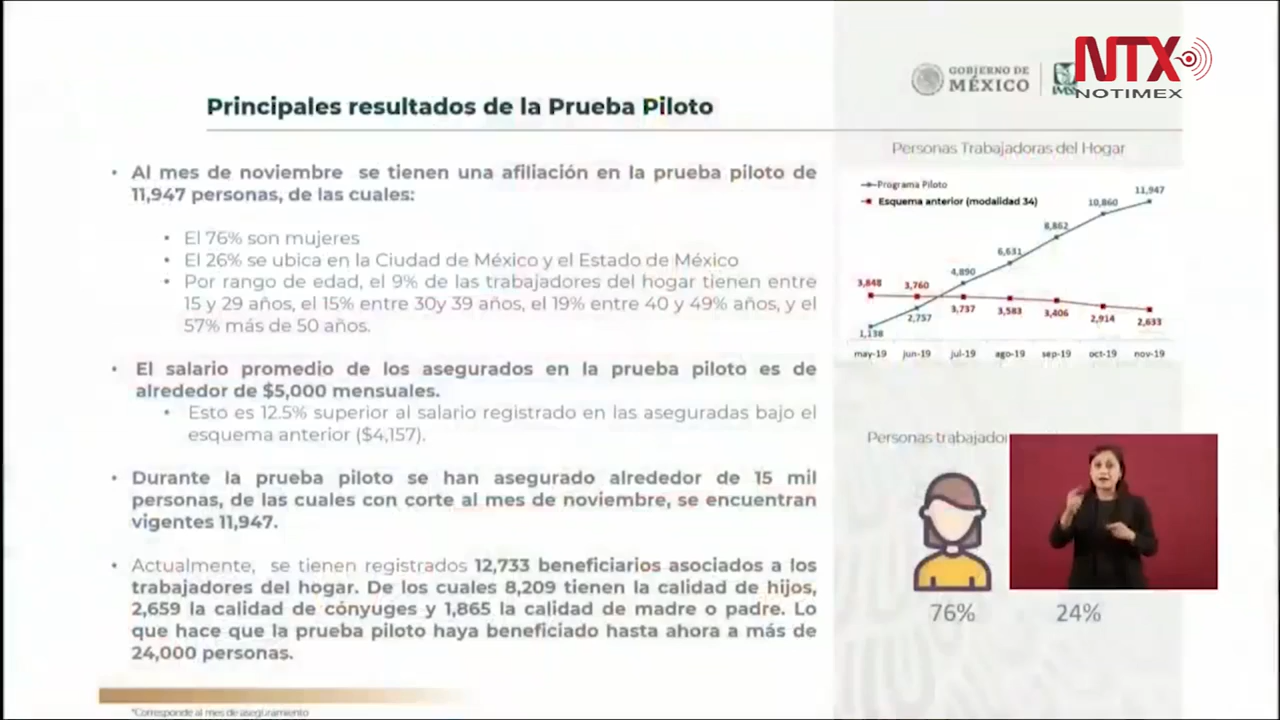 NTX
NOTIMEX
GOBIERNO DE
MÉXICO
IMSS
Principales resultados de la Prueba Piloto
• Al mes de noviembre se tienen una afiliación en la prueba piloto de
11,947 personas, de las cuales:
• El 76% son mujeres
• El 26% se ubica en la Ciudad de México y el Estado de México
• Por rango de edad, el 9% de las trabajadores del hogar tienen entre
15 y 29 años, el 15% entre 30y 39 años, el 19% entre 40 y 49% años, y el
57% más de 50 años.
• El salario promedio de los asegurados en la prueba piloto es de
alrededor de $5,000 mensuales.
• Esto es 12.5% superior al salario registrado en las aseguradas bajo el
esquema anterior ($4,157).
• Durante la prueba piloto se han asegurado alrededor de 15 mil
personas, de las cuales con corte al mes de noviembre, se encuentran
vigentes 11,947.
• Actualmente, se tienen registrados 12,733 beneficiarios asociados a los
trabajadores del hogar. De los cuales 8,209 tienen la calidad de hijos,
2,659 la calidad de cónyuges y 1,865 la calidad de madre o padre. Lo
que hace que la prueba piloto haya beneficiado hasta ahora a más de
24,000 personas.
*Corresponde al mes de aseguramiento
Personas Trabajadoras del Hogar
Programa Piloto
Esquema anterior (modalidad 34)
11,947
10,860
8,862
6,631
4,890
2,757
1,138
3,848
3,760
3,737
3,583
3,406
2,914
2,633
may-19 jun-19 jul-19 ago-19 sep-19 oct-19 nov-19
Personas trabajador
76% 24%